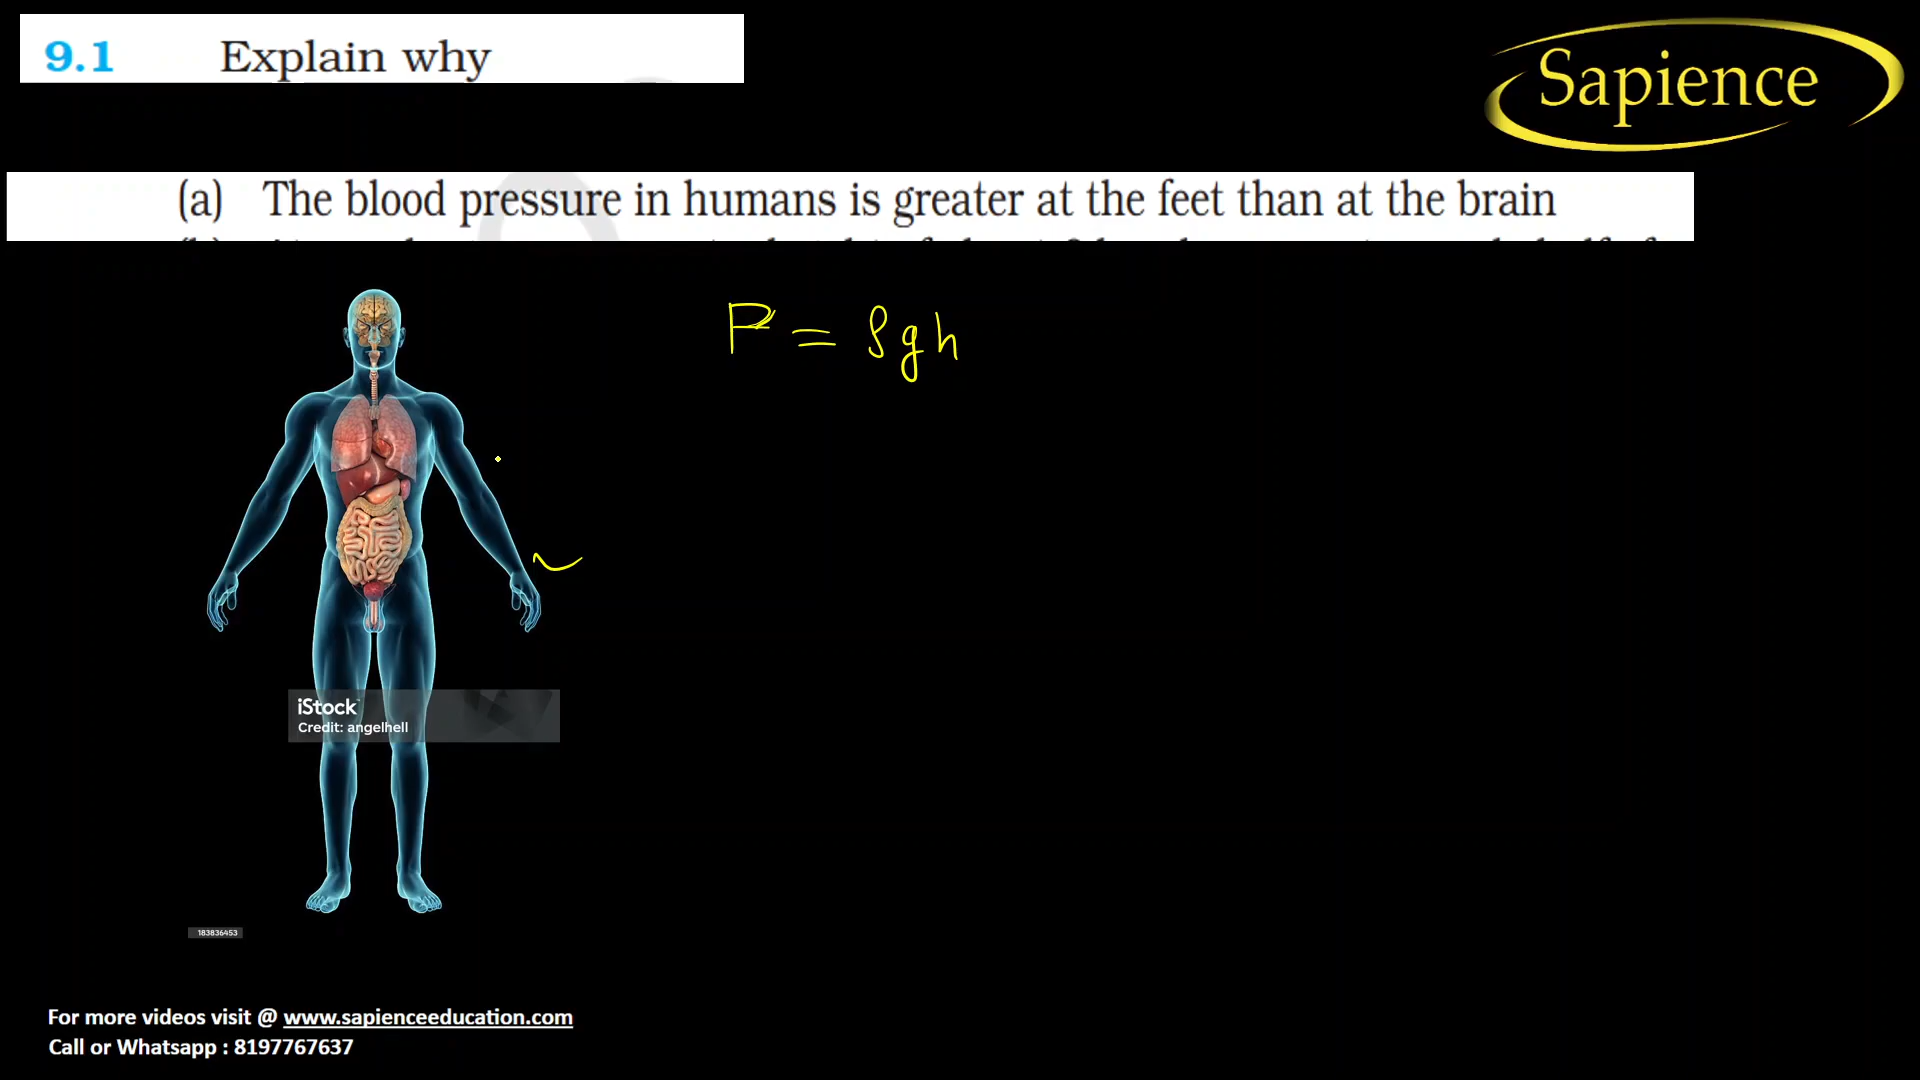 9.1 Explain why
Sapience
(a) The blood pressure in humans is greater at the feet than at the brain
P = ρgh
iStock
Credit: angelhell
183836453
For more videos visit @ www.sapienceeducation.com
Call or Whatsapp : 8197767637